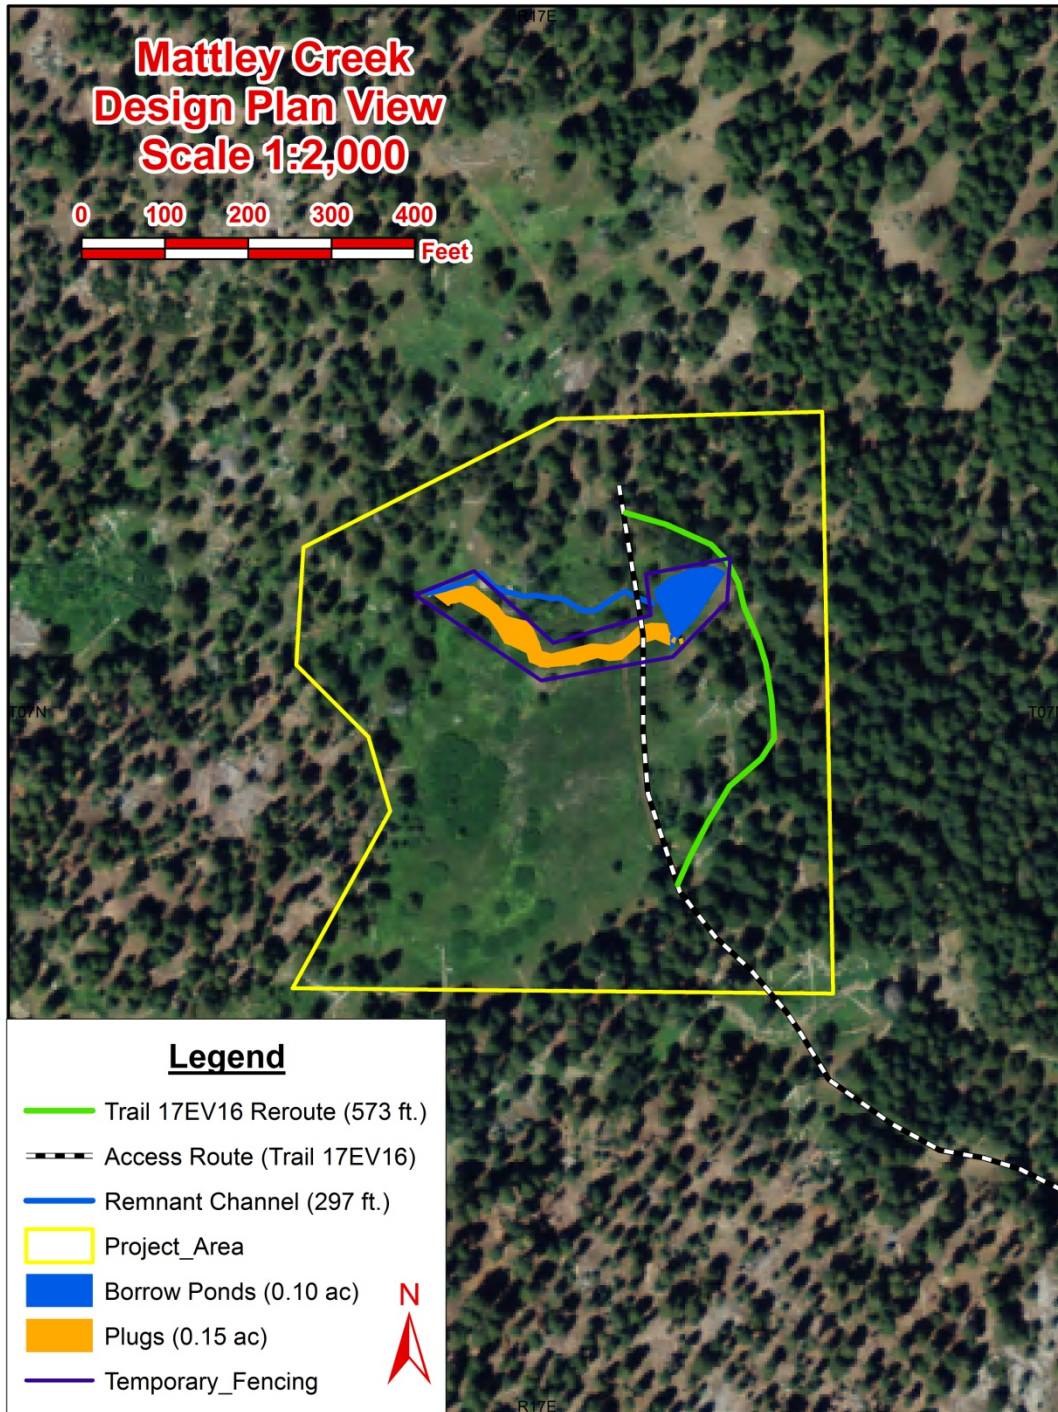 R17E
Mattley Creek
Design Plan View
Scale 1:2,000
0 100 200 300 400
Feet
T07N T07N
Legend
Trail 17EV16 Reroute (573 ft.)
Access Route (Trail 17EV16)
Remnant Channel (297 ft.)
Project_Area
Borrow Ponds (0.10 ac)
Plugs (0.15 ac)
Temporary_Fencing
N
R17E